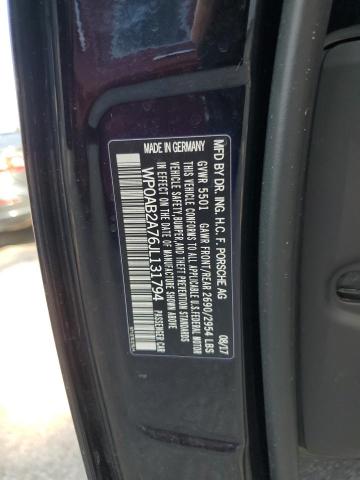 MADE IN GERMANY
MFD BY DR. ING. H.C. F. PORSCHE AG 08/17
GVWR 5501 GAWR FRONT/REAR 2690/2954 LBS
THIS VEHICLE CONFORMS TO ALL APPLICABLE U.S. FEDERAL MOTOR
VEHICLE SAFETY, BUMPER, AND THEFT PREVENTION STANDARDS
IN EFFECT ON THE DATE OF MANUFACTURE SHOWN ABOVE.
WP0AB2A76JL131794 PASSENGER CAR